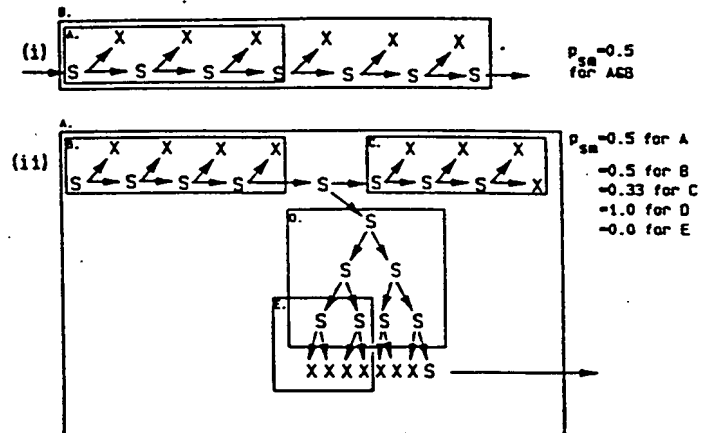 B.
A. X X X X X X
(i) S S S S S S S
p_sm=0.5
for A&B
A.
B. X X X X C. X X X
(ii) S S S S S S S S X
p_sm=0.5 for A
=0.5 for B
=0.33 for C
=1.0 for D
=0.0 for E
D. S
S S
E. S S S S
X X X X X X X S